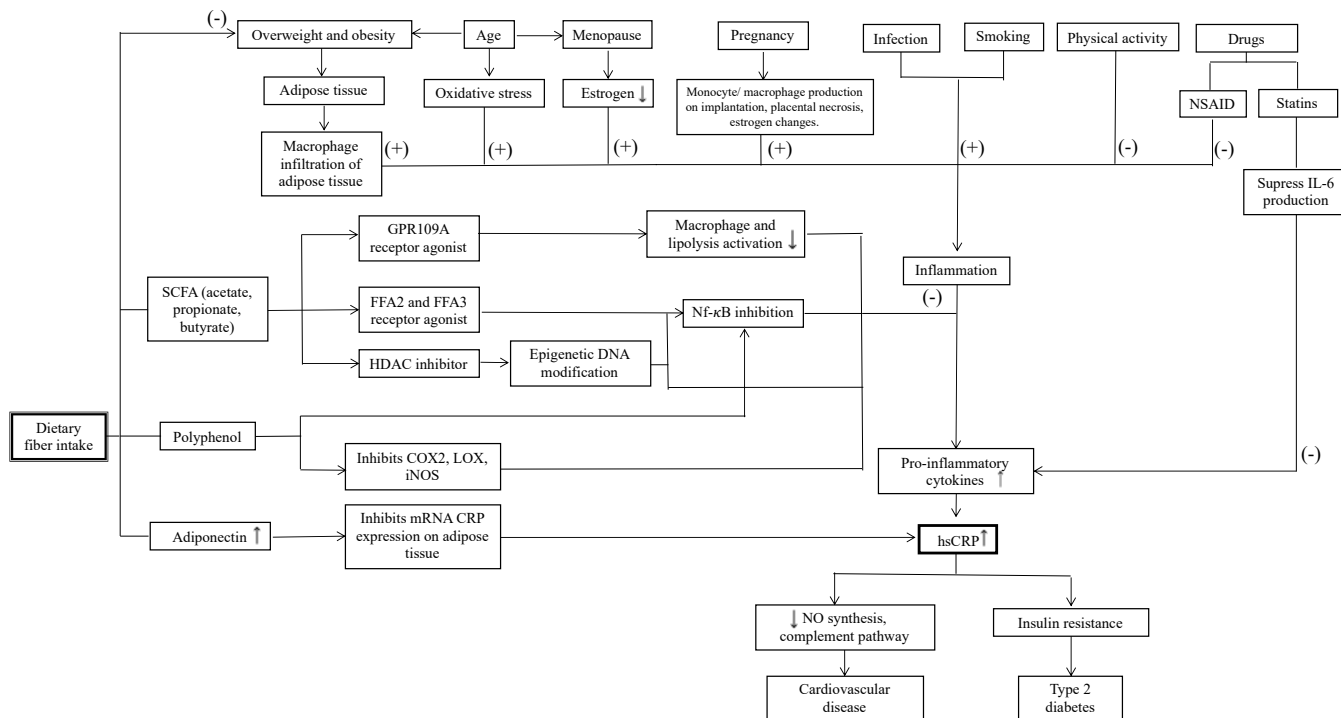 (-)
Overweight and obesity
Age
Menopause
Pregnancy
Infection
Smoking
Physical activity
Drugs
Adipose tissue
Oxidative stress
Estrogen ↓
Monocyte/ macrophage production
on implantation, placental necrosis,
estrogen changes.
NSAID
Statins
Macrophage
infiltration of
adipose tissue
(+)
(+)
(+)
(+)
(+)
(-)
(-)
Supress IL-6
production
GPR109A
receptor agonist
Macrophage and
lipolysis activation ↓
Inflammation
SCFA (acetate,
propionate,
butyrate)
FFA2 and FFA3
receptor agonist
Nf-κB inhibition
(-)
HDAC inhibitor
Epigenetic DNA
modification
Dietary
fiber intake
Polyphenol
Inhibits COX2, LOX,
iNOS
Pro-inflammatory
cytokines ↑
(-)
Adiponectin ↑
Inhibits mRNA CRP
expression on adipose
tissue
hsCRP ↑
↓ NO synthesis,
complement pathway
Insulin resistance
Cardiovascular
disease
Type 2
diabetes